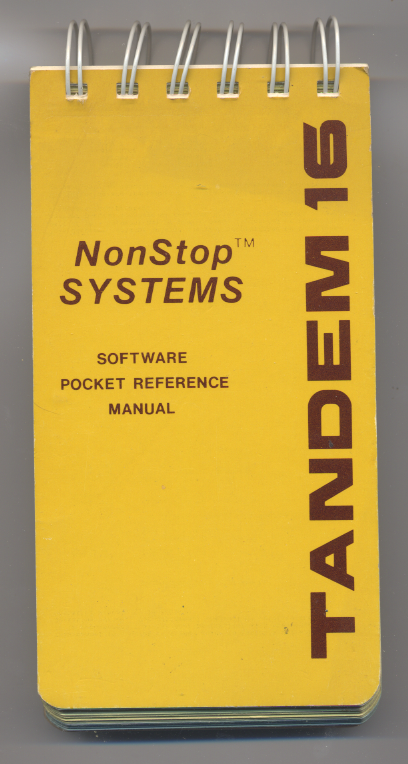 NonStop™
SYSTEMS
SOFTWARE
POCKET REFERENCE
MANUAL
TANDEM 16